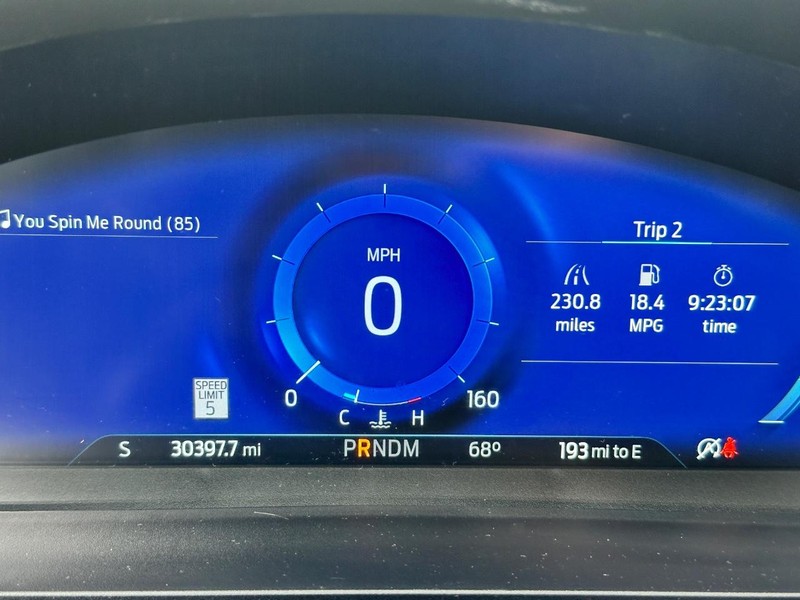 You Spin Me Round (85)
MPH
0
0
160
C
H
SPEED
LIMIT
5
Trip 2
230.8
miles
18.4
MPG
9:23:07
time
S
30397.7 mi
PRNDM
68º
193 mi to E
A